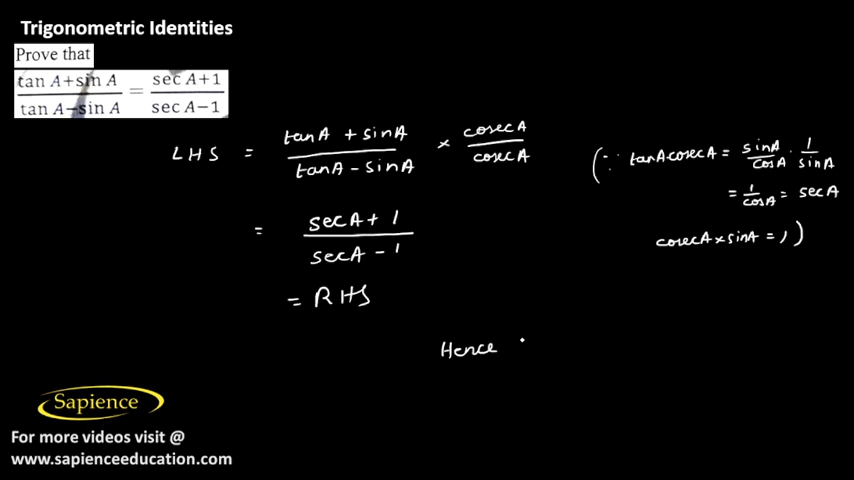 Trigonometric Identities
Prove that
tan A+sin A / tan A−sin A = sec A+1 / sec A−1
LHS = tanA + sinA / tanA - sinA × cosecA / cosecA
(∵ tanA·cosecA = sinA / cosA · 1 / sinA
= 1 / cosA = secA
cosecA × sinA = 1)
= secA + 1 / secA - 1
= RHS
Hence
Sapience
For more videos visit @
www.sapienceeducation.com